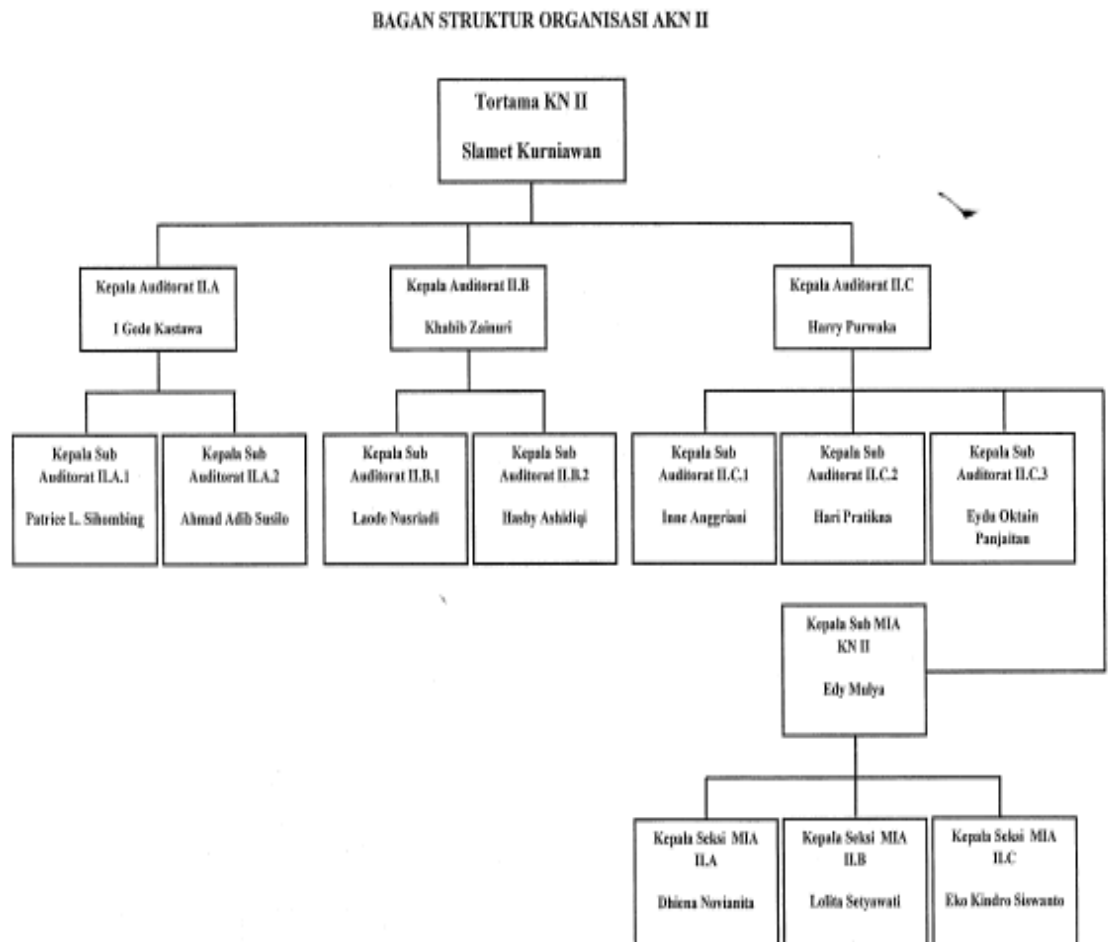 BAGAN STRUKTUR ORGANISASI AKN II
Tortama KN II
Slamet Kurniawan
Kepala Auditorat II.A
I Gede Kastawa
Kepala Auditorat II.B
Khabib Zainuri
Kepala Auditorat II.C
Harry Purwaka
Kepala Sub
Auditorat II.A.1
Patrice L. Sihombing
Kepala Sub
Auditorat II.A.2
Ahmad Adib Susilo
Kepala Sub
Auditorat II.B.1
Laode Nusriadi
Kepala Sub
Auditorat II.B.2
Hasby Ashidiqi
Kepala Sub
Auditorat II.C.1
Inne Anggriani
Kepala Sub
Auditorat II.C.2
Hari Pratikna
Kepala Sub
Auditorat II.C.3
Eydu Oktain
Panjaitan
Kepala Sub MIA
KN II
Edy Mulya
Kepala Seksi MIA
II.A
Dhiena Novianita
Kepala Seksi MIA
II.B
Lolita Setyawati
Kepala Seksi MIA
II.C
Eko Kindro Siswanto